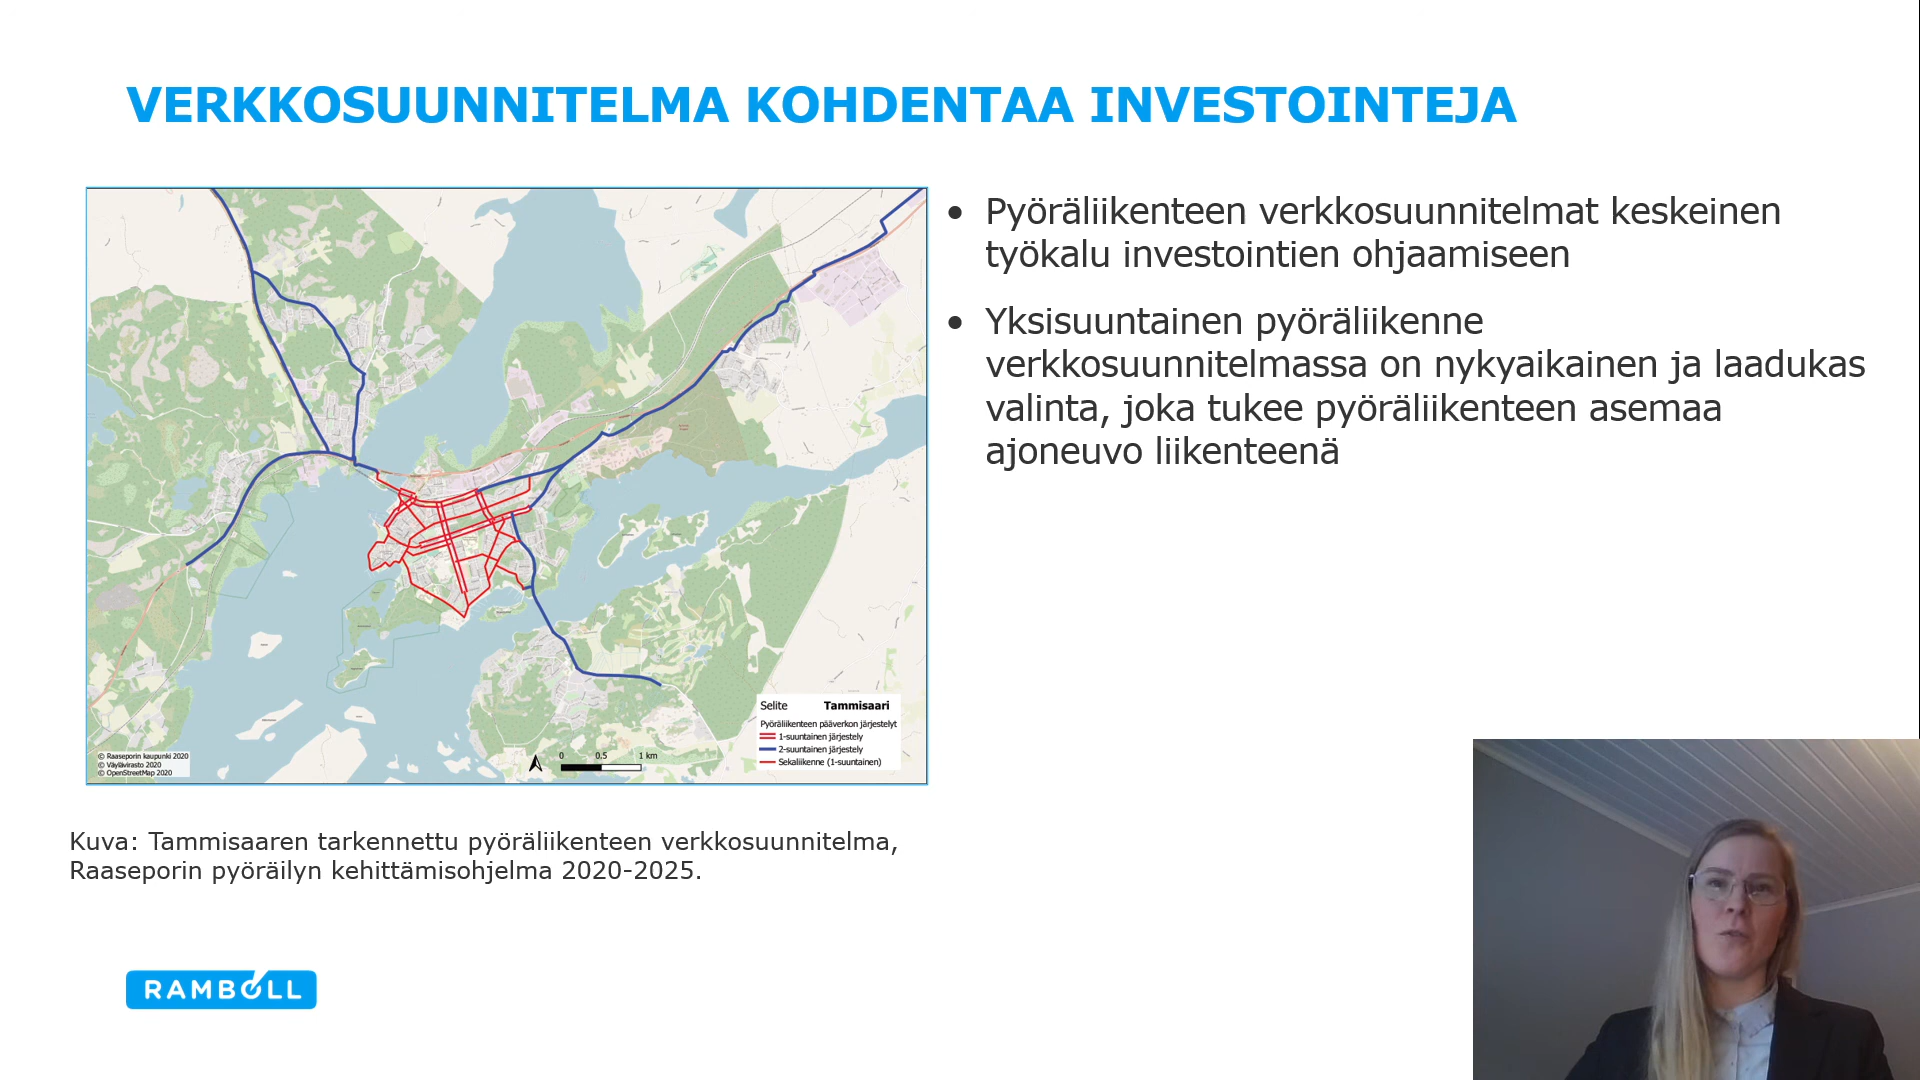 VERKKOSUUNNITELMA KOHDENTAA INVESTOINTEJA
Pyöräliikenteen verkkosuunnitelmat keskeinen
työkalu investointien ohjaamiseen
Yksisuuntainen pyöräliikenne
verkkosuunnitelmassa on nykyaikainen ja laadukas
valinta, joka tukee pyöräliikenteen asemaa
ajoneuvo liikenteenä
Selite Tammisaari
Pyöräliikenteen pääverkon järjestelyt
1-suuntainen järjestely
2-suuntainen järjestely
Sekaliikenne (1-suuntainen)
0 0.5 1 km
© Raaseporin kaupunki 2020
© Väylävirasto 2020
© OpenStreetMap 2020
Kuva: Tammisaaren tarkennettu pyöräliikenteen verkkosuunnitelma,
Raaseporin pyöräilyn kehittämisohjelma 2020-2025.
RAMBOLL